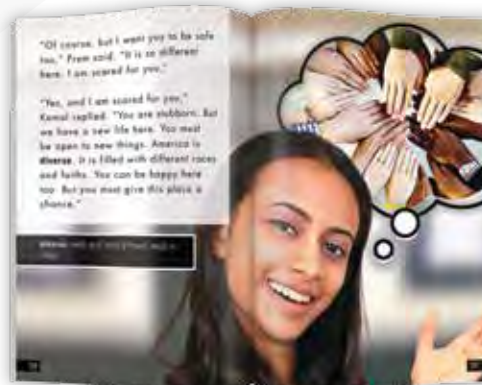 "Of course, but I want you to be safe
too," Prem said. "It is so different
here. I am scared for you."
"Yes, and I am scared for you,"
Komal replied. "You are stubborn. But
we have a new life here. You must
be open to new things. America is
diverse. It is filled with different races
and faiths. You can be happy here
too. But you must give this place a
chance."